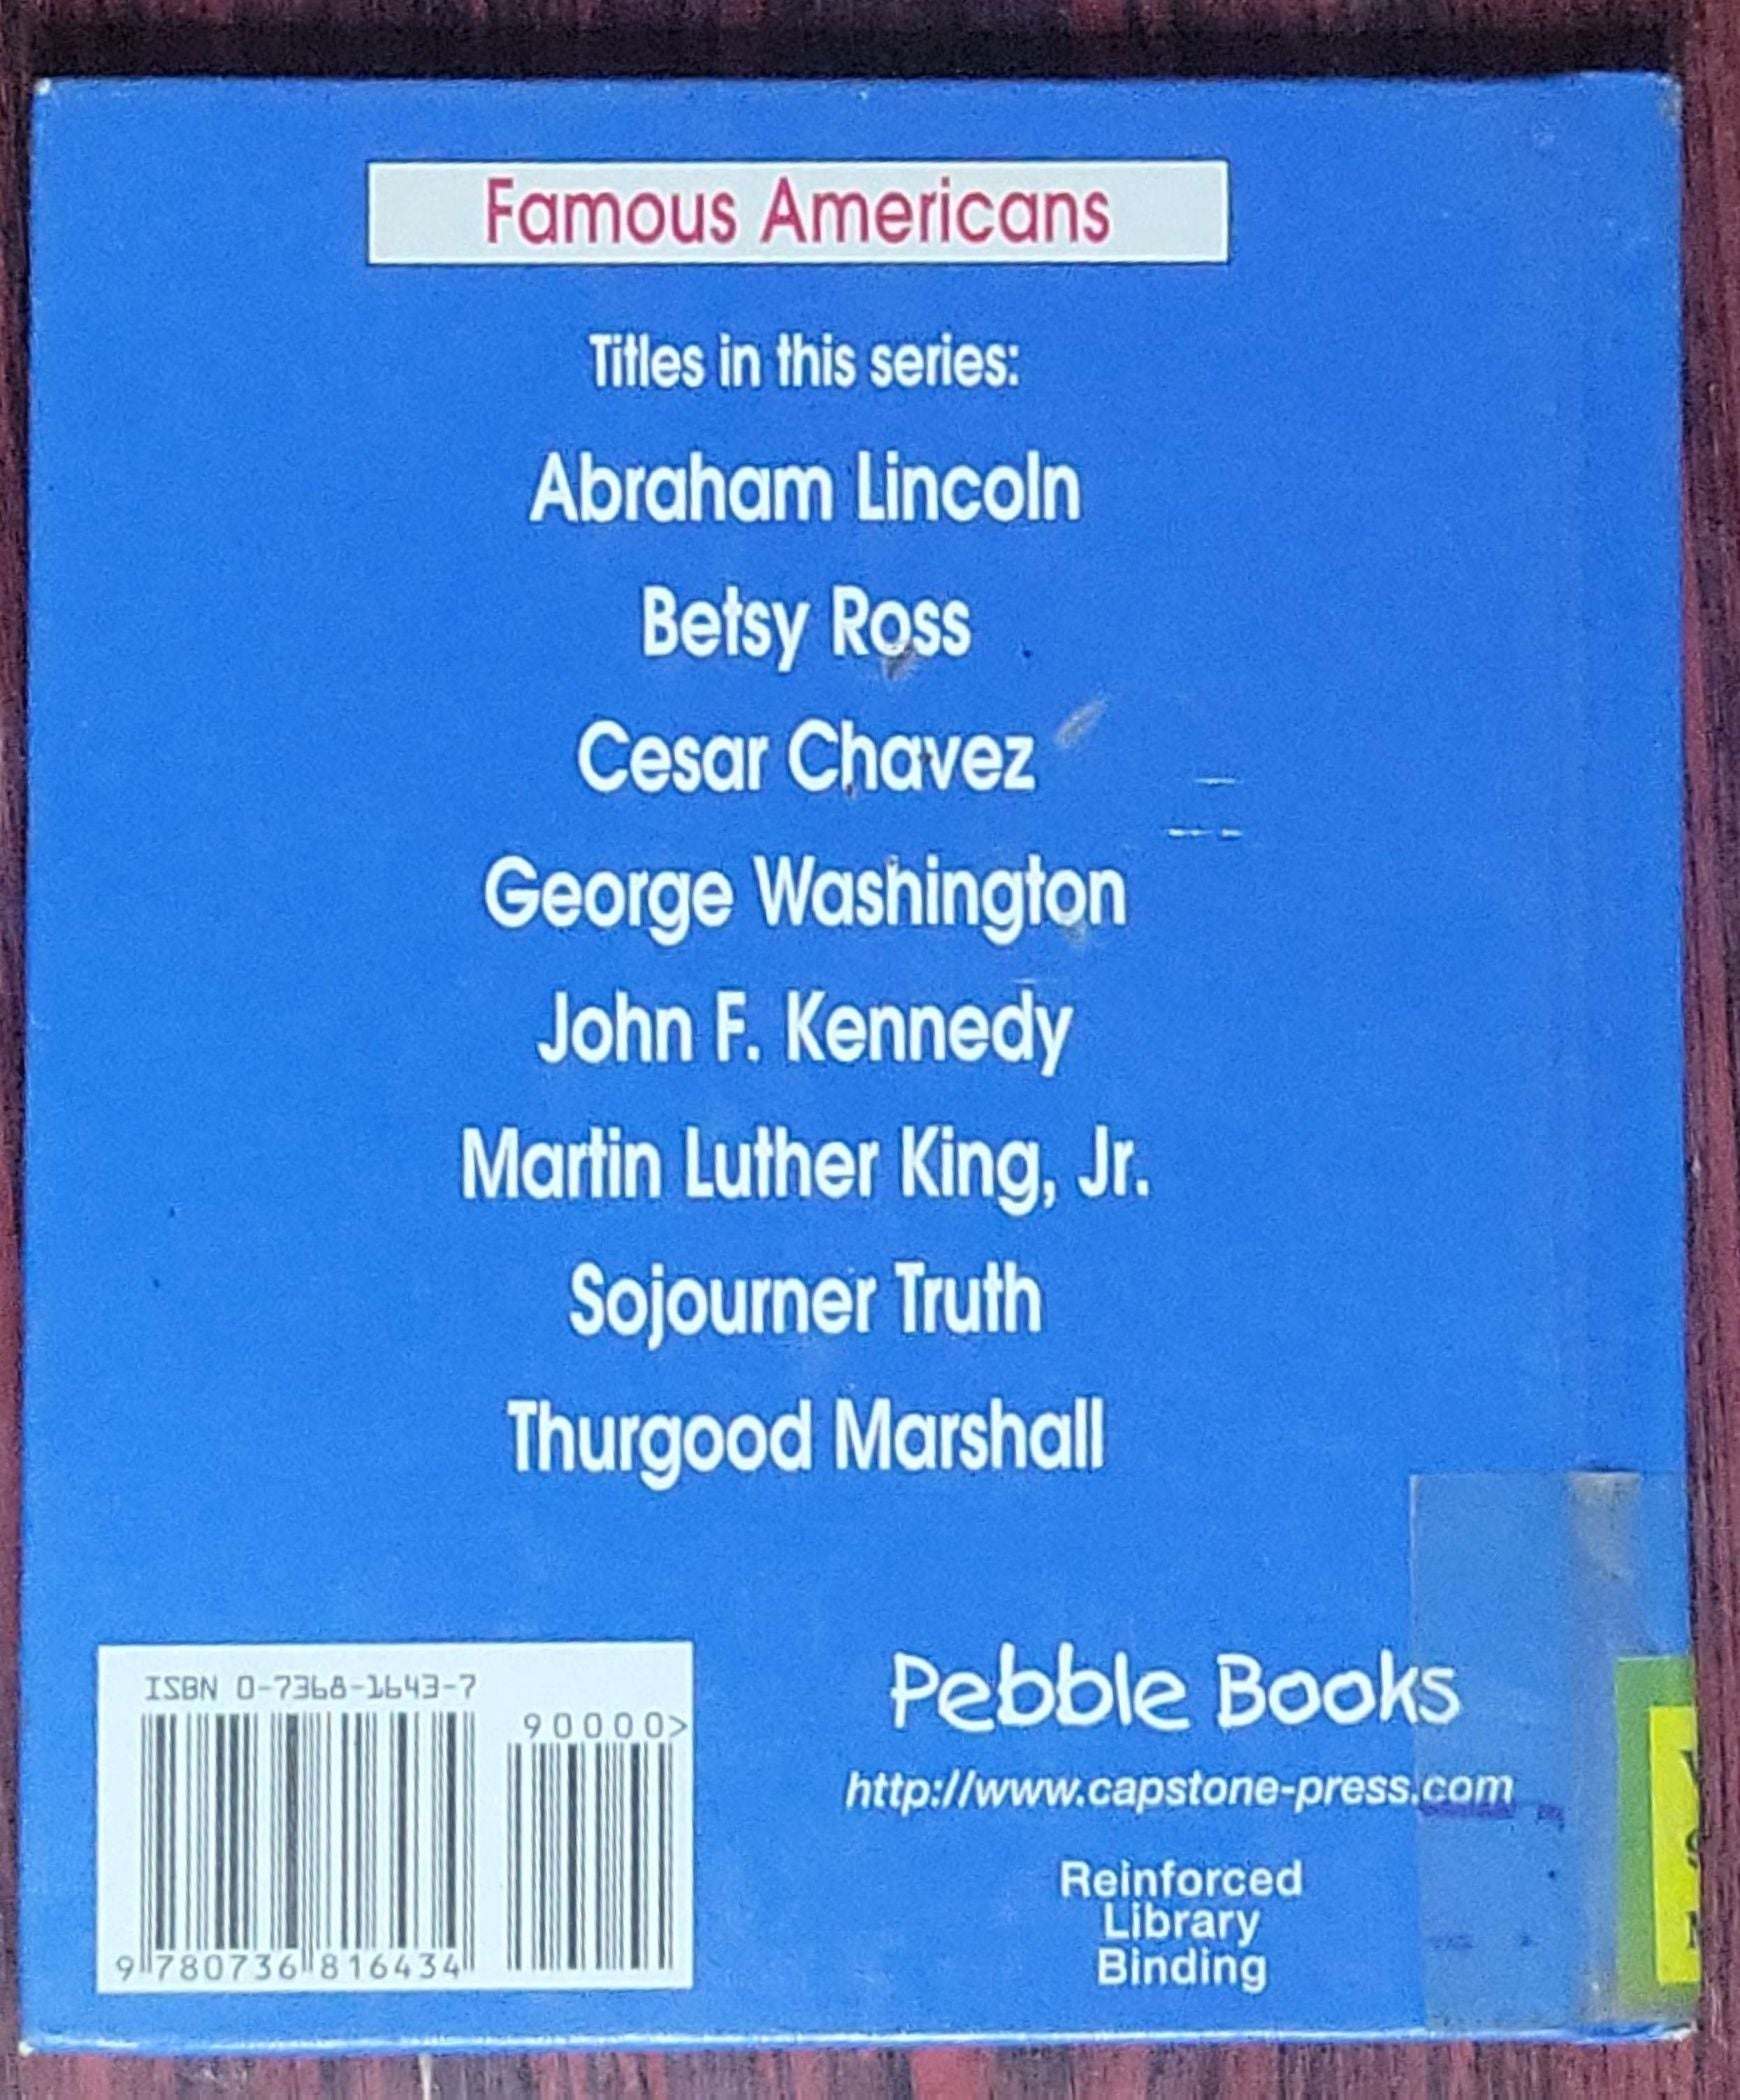 Famous Americans
Titles in this series:
Abraham Lincoln
Betsy Ross
Cesar Chavez
George Washington
John F. Kennedy
Martin Luther King, Jr.
Sojourner Truth
Thurgood Marshall
ISBN 0-7368-1643-7
90000>
9 780736 816434
Pebble Books
http://www.capstone-press.com
Reinforced
Library
Binding